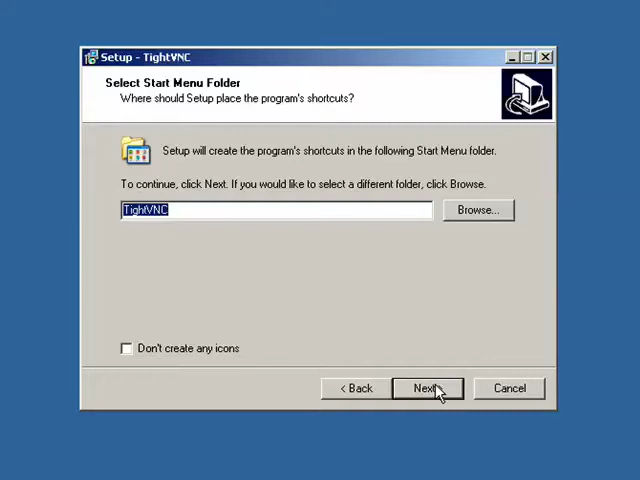 Setup - TightVNC
Select Start Menu Folder
Where should Setup place the program's shortcuts?
Setup will create the program's shortcuts in the following Start Menu folder.
To continue, click Next. If you would like to select a different folder, click Browse.
TightVNC
Browse...
Don't create any icons
< Back
Next
Cancel